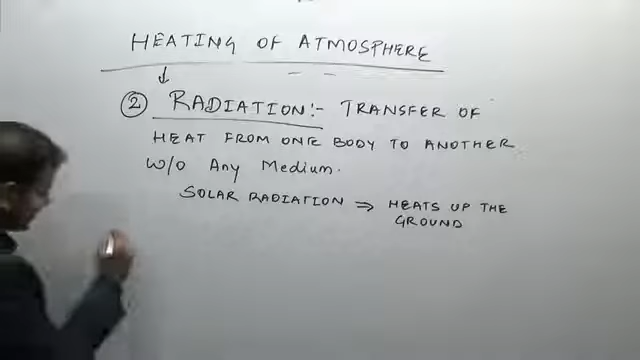 HEATING OF ATMOSPHERE
② RADIATION:- TRANSFER OF
HEAT FROM ONE BODY TO ANOTHER
W/O Any Medium.
SOLAR RADIATION ⇒ HEATS UP THE
GROUND